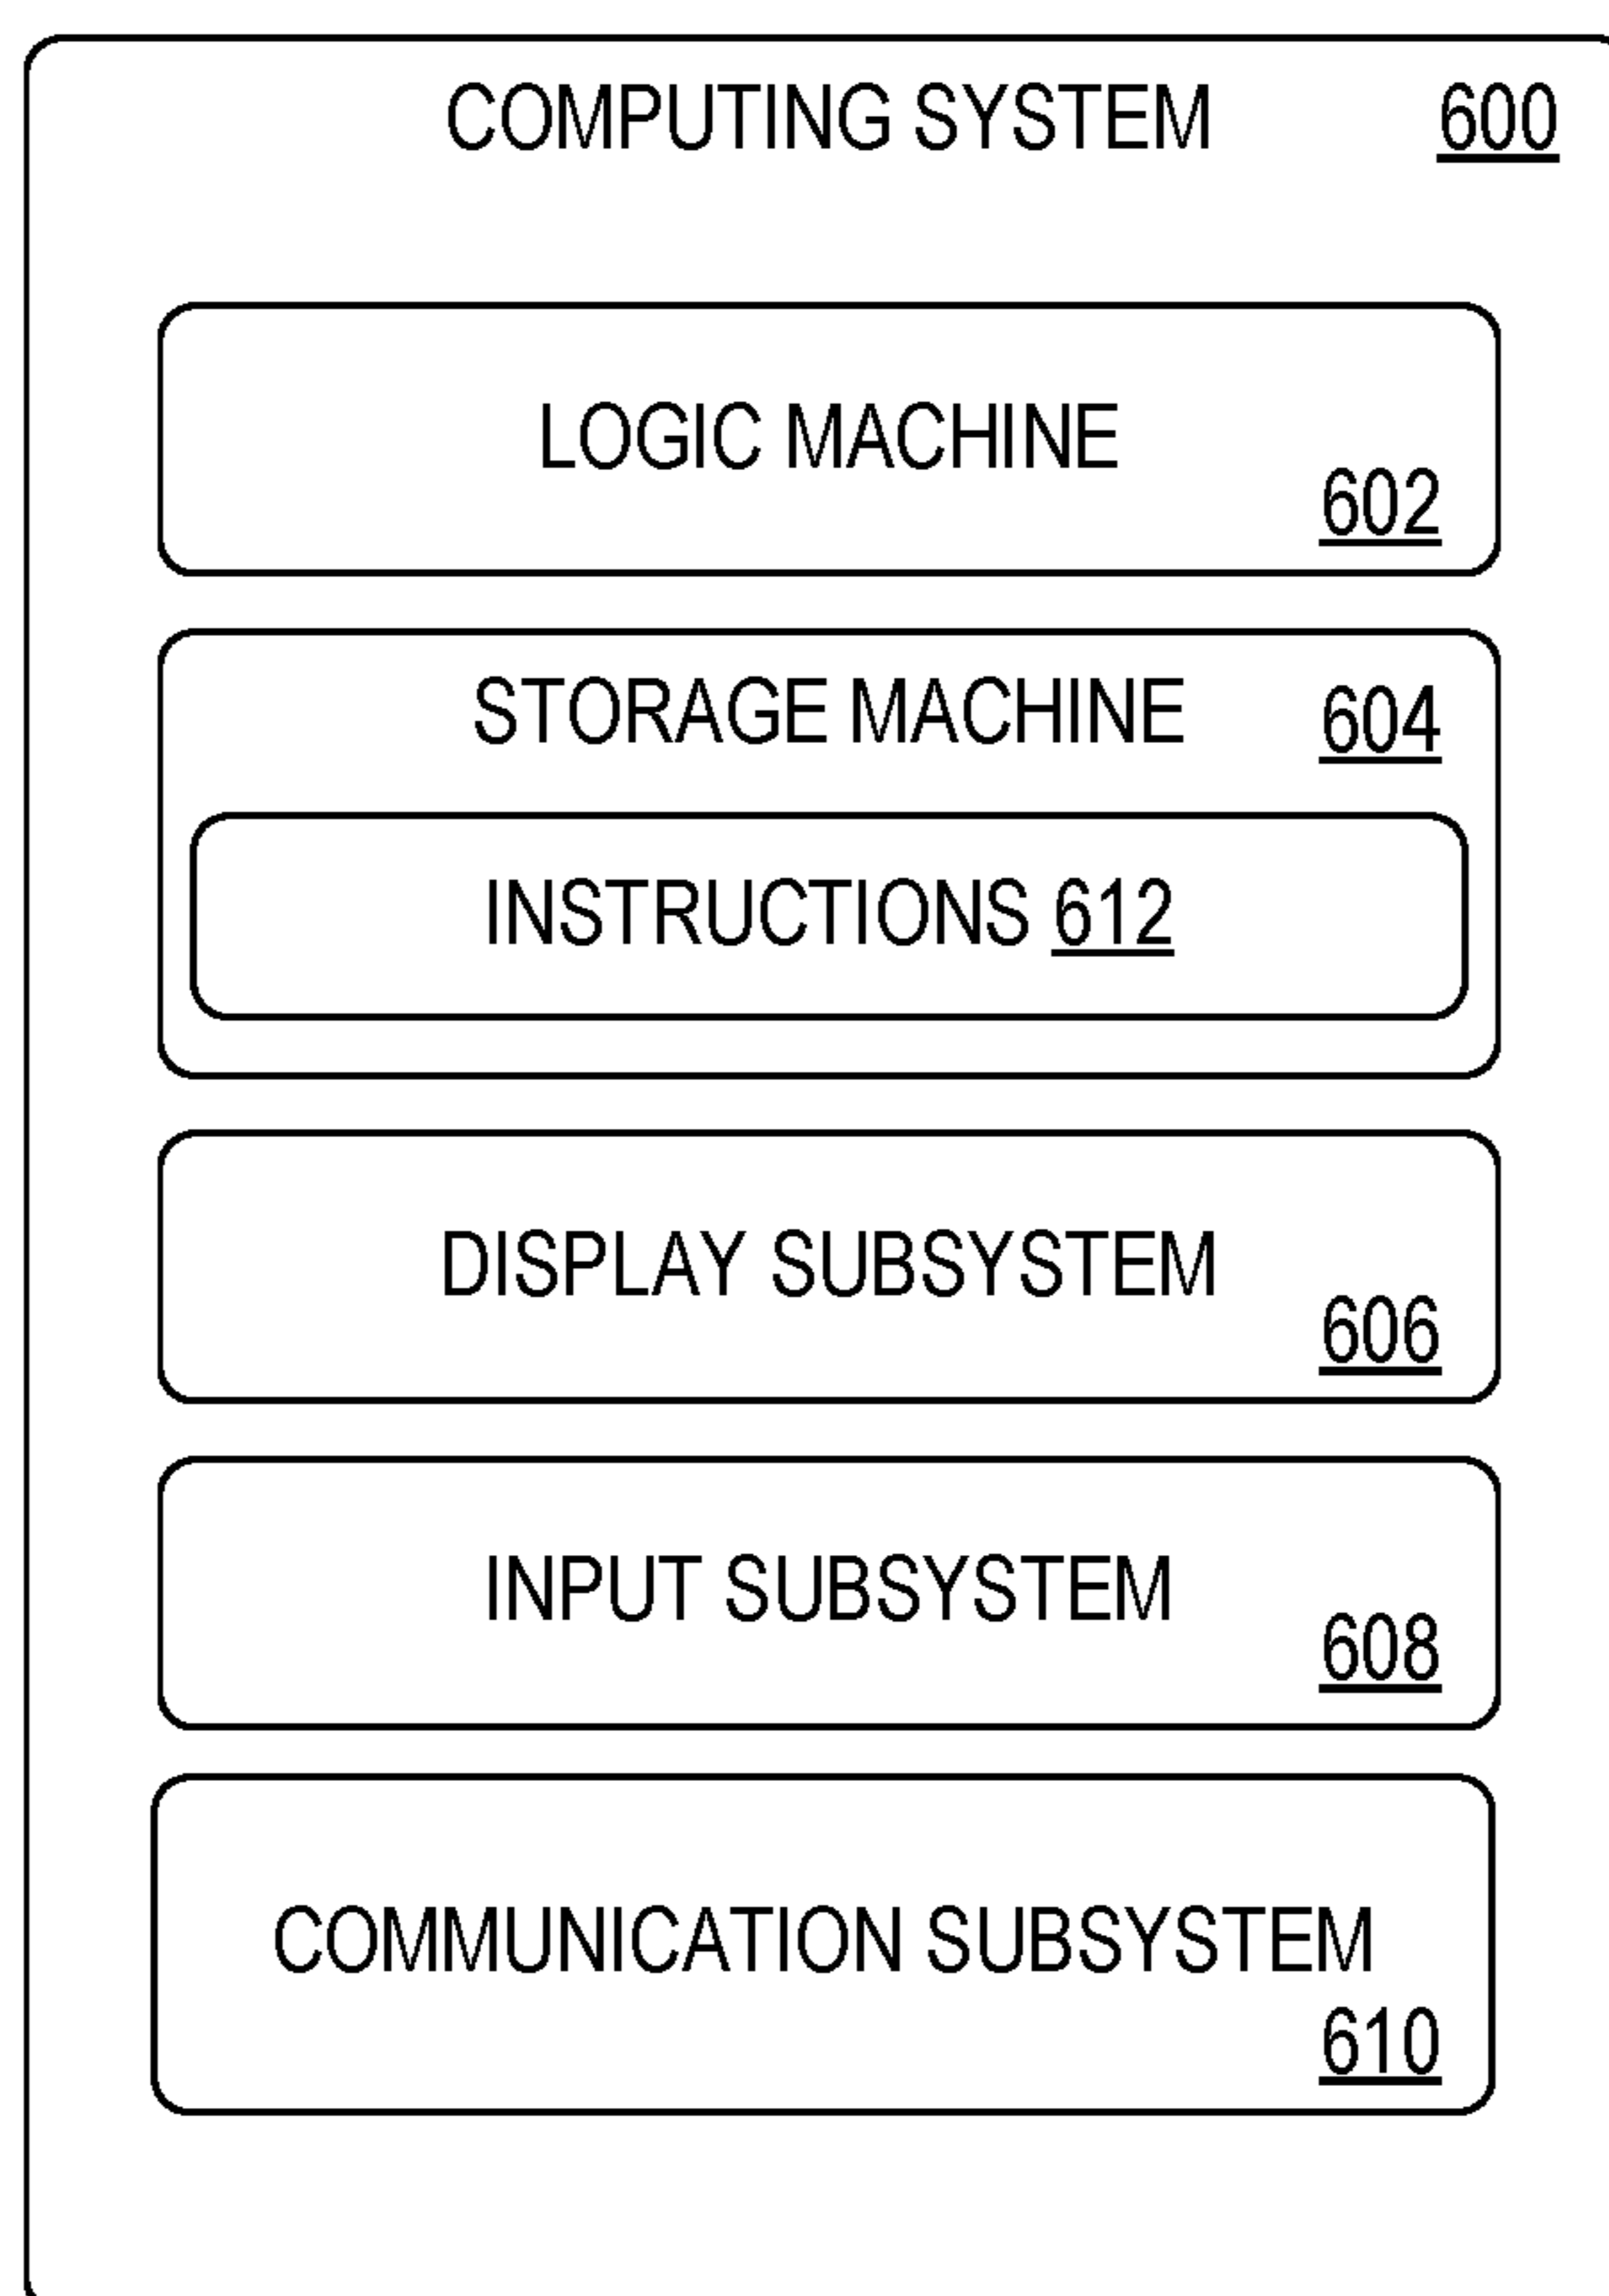 COMPUTING SYSTEM 600
LOGIC MACHINE
602
STORAGE MACHINE 604
INSTRUCTIONS 612
DISPLAY SUBSYSTEM
606
INPUT SUBSYSTEM
608
COMMUNICATION SUBSYSTEM
610